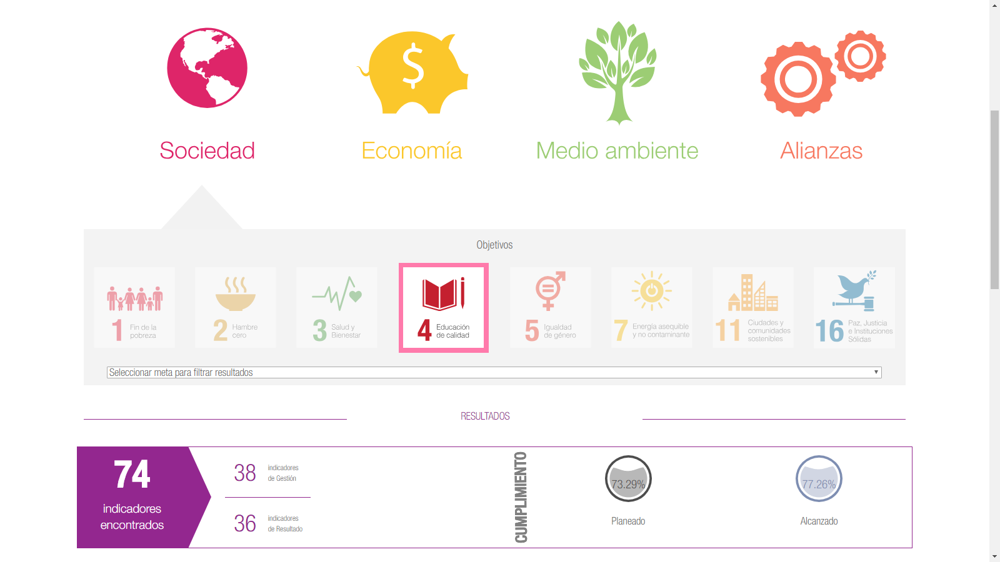 $
Sociedad
Economía
Medio ambiente
Alianzas
Objetivos
1 Fin de la
pobreza
2 Hambre
cero
3 Salud y
Bienestar
4 Educación
de calidad
5 Igualdad
de género
7 Energía asequible
y no contaminante
11 Ciudades y
comunidades
sostenibles
16 Paz, Justicia
e Instituciones
Sólidas
Seleccionar meta para filtrar resultados
RESULTADOS
74
indicadores
encontrados
38 indicadores
de Gestión
36 indicadores
de Resultado
CUMPLIMIENTO
73.29%
Planeado
77.26%
Alcanzado